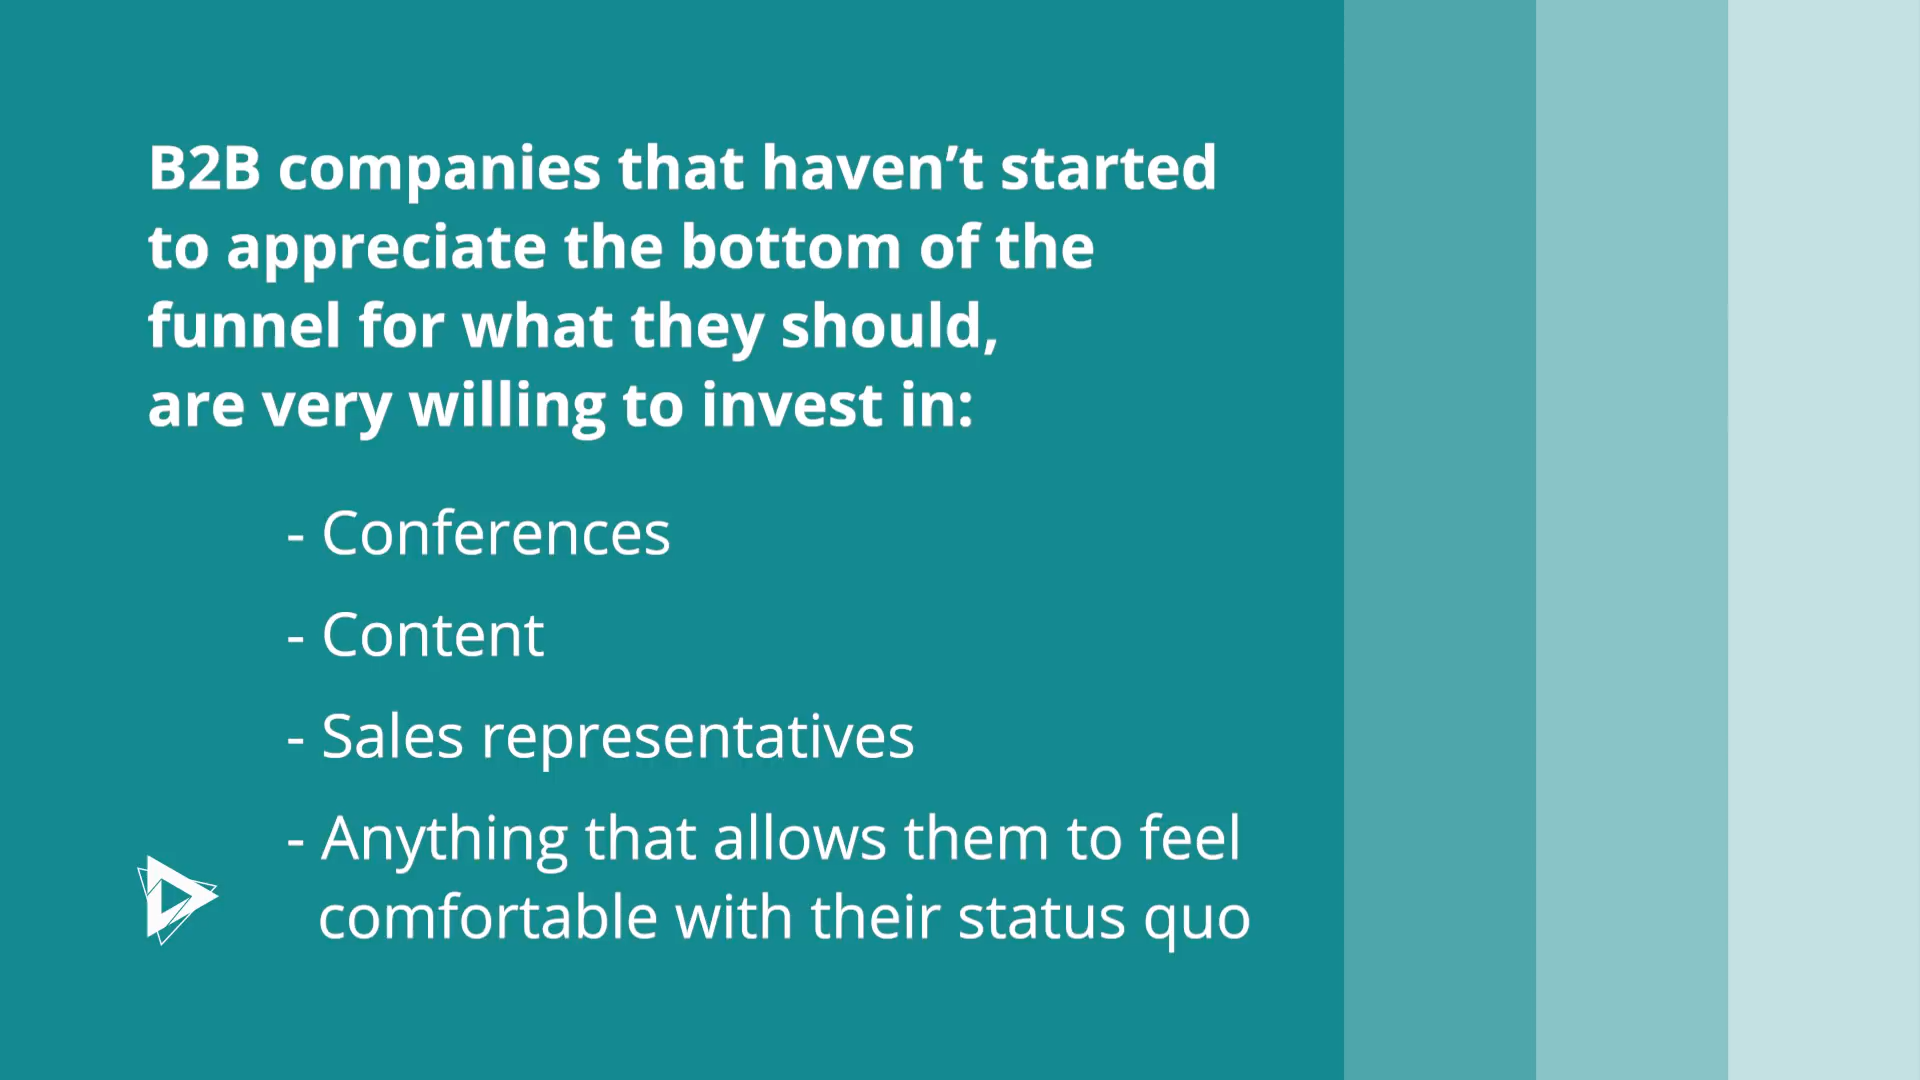 B2B companies that haven’t started
to appreciate the bottom of the
funnel for what they should,
are very willing to invest in:
- Conferences
- Content
- Sales representatives
- Anything that allows them to feel
comfortable with their status quo